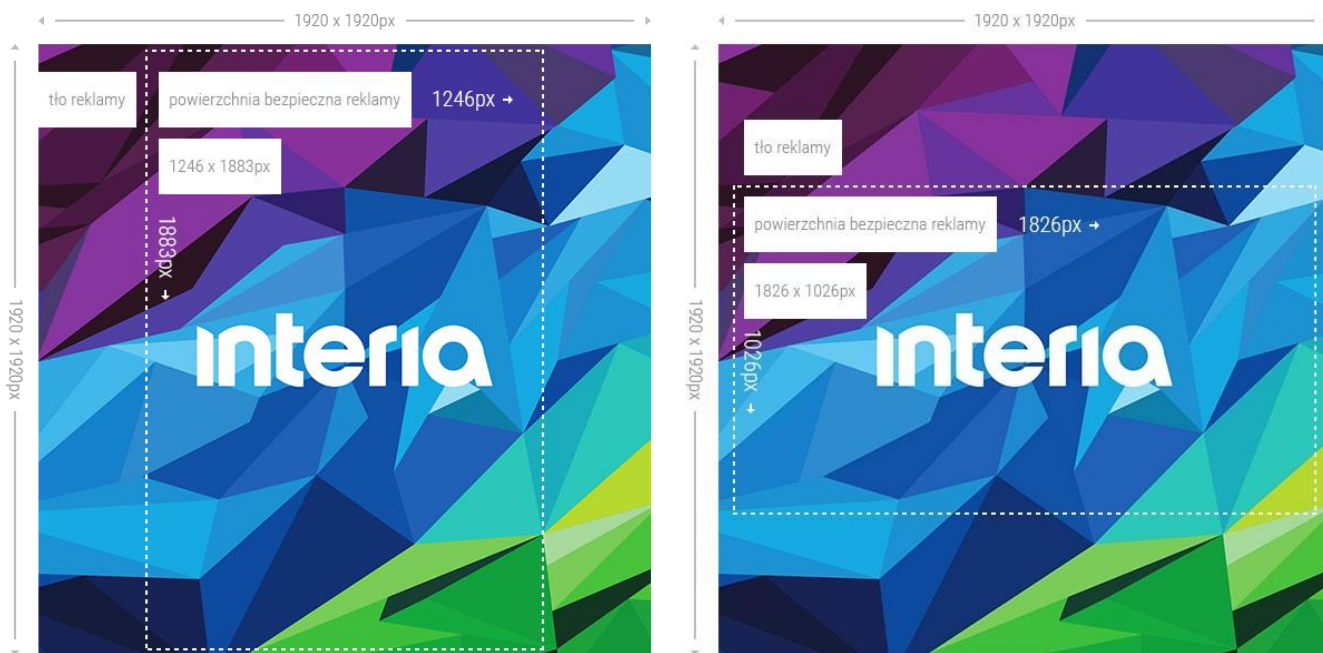 1920 x 1920px
1920 x 1920px
tło reklamy
powierzchnia bezpieczna reklamy
1246px
1246 x 1883px
1883px
1920 x 1920px
interia
tło reklamy
powierzchnia bezpieczna reklamy
1826px
1826 x 1026px
1026px
1920 x 1920px
interia